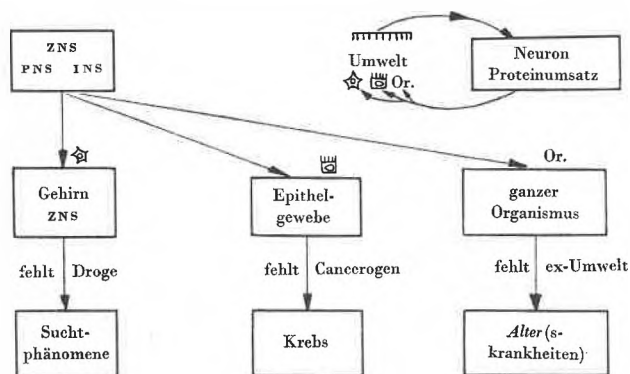 ZNS
PNS INS
Umwelt
Or.
Neuron
Proteinumsatz
Or.
Gehirn
ZNS
Epithel-
gewebe
ganzer
Organismus
fehlt Droge
fehlt Cancerogen
fehlt ex-Umwelt
Sucht-
phänomene
Krebs
Alter(s-
krankheiten)